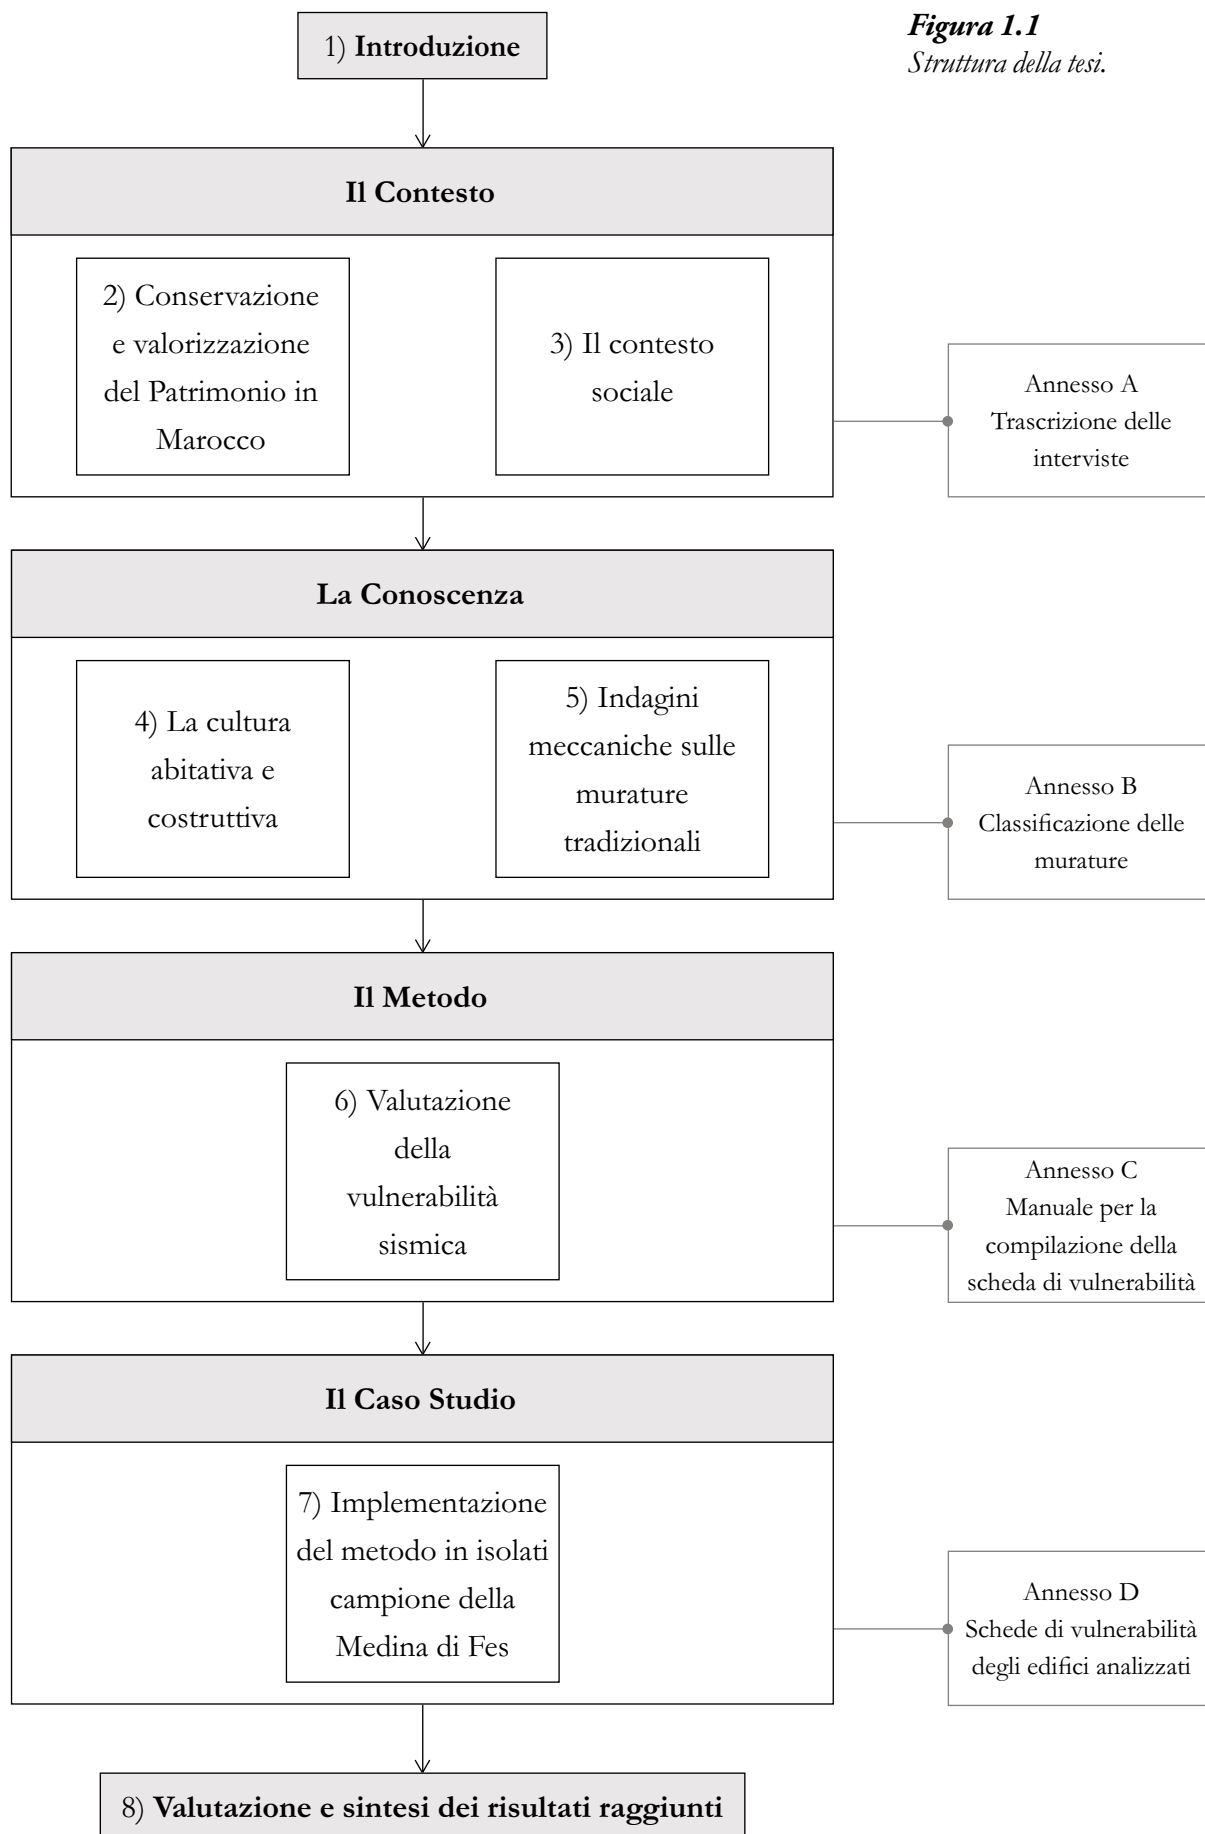 Figura 1.1
Struttura della tesi.
1) Introduzione
Il Contesto
2) Conservazione
e valorizzazione
del Patrimonio in
Marocco
3) Il contesto
sociale
Annesso A
Trascrizione delle
interviste
La Conoscenza
4) La cultura
abitativa e
costruttiva
5) Indagini
meccaniche sulle
murature
tradizionali
Annesso B
Classificazione delle
murature
Il Metodo
6) Valutazione
della
vulnerabilità
sismica
Annesso C
Manuale per la
compilazione della
scheda di vulnerabilità
Il Caso Studio
7) Implementazione
del metodo in isolati
campione della
Medina di Fes
Annesso D
Schede di vulnerabilità
degli edifici analizzati
8) Valutazione e sintesi dei risultati raggiunti